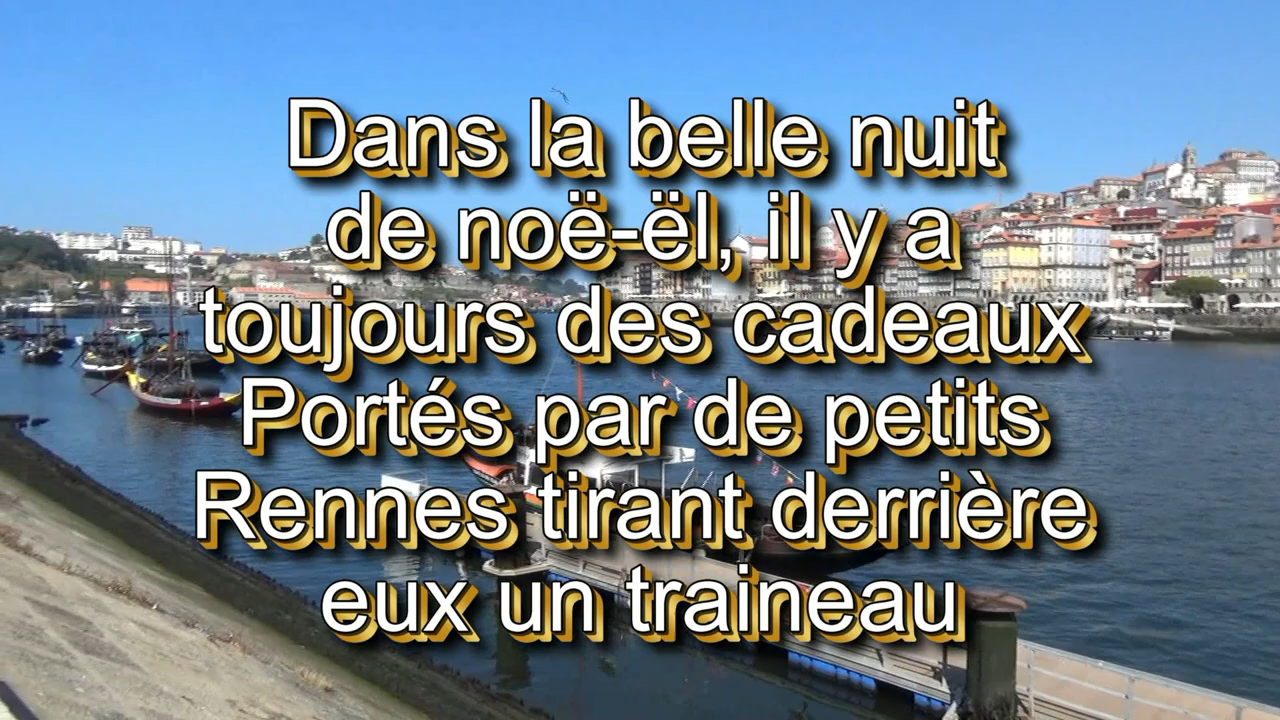 Dans la belle nuit
de noë-ël, il y a
toujours des cadeaux
Portés par de petits
Rennes tirant derrière
eux un traineau